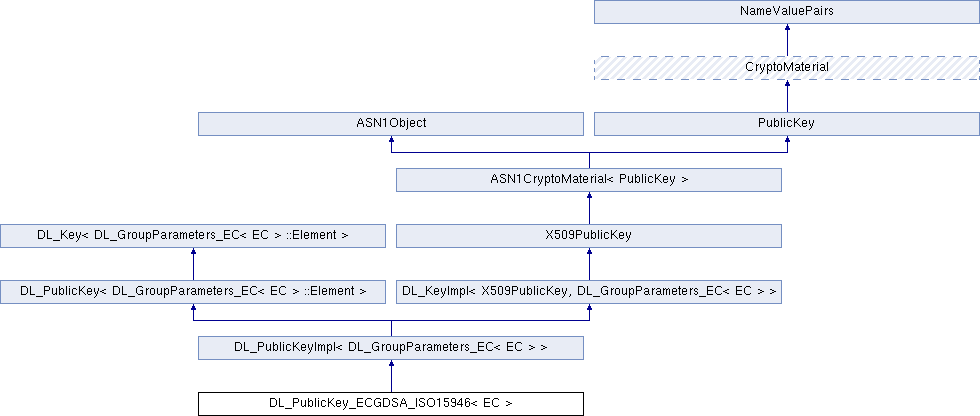 NameValuePairs
CryptoMaterial
ASN1Object
PublicKey
ASN1CryptoMaterial< PublicKey >
DL_Key< DL_GroupParameters_EC< EC > ::Element >
X509PublicKey
DL_PublicKey< DL_GroupParameters_EC< EC > ::Element >
DL_KeyImpl< X509PublicKey, DL_GroupParameters_EC< EC > >
DL_PublicKeyImpl< DL_GroupParameters_EC< EC > >
DL_PublicKey_ECGDSA_ISO15946< EC >